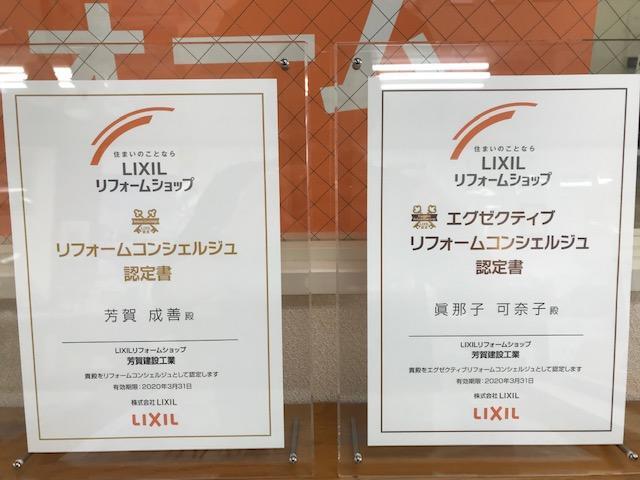 ォーム
住まいのことなら
LIXIL
リフォームショップ
リフォームコンシェルジュ
認定書
芳賀 成善 殿
LIXILリフォームショップ
芳賀建設工業
貴殿をリフォームコンシェルジュとして認定します
有効期限:2020年3月31日
株式会社 LIXIL
LIXIL
住まいのことなら
LIXIL
リフォームショップ
エグゼクティブ
リフォームコンシェルジュ
認定書
眞那子 可奈子 殿
LIXILリフォームショップ
芳賀建設工業
貴殿をエグゼクティブリフォームコンシェルジュとして認定します
有効期限:2020年3月31日
株式会社 LIXIL
LIXIL